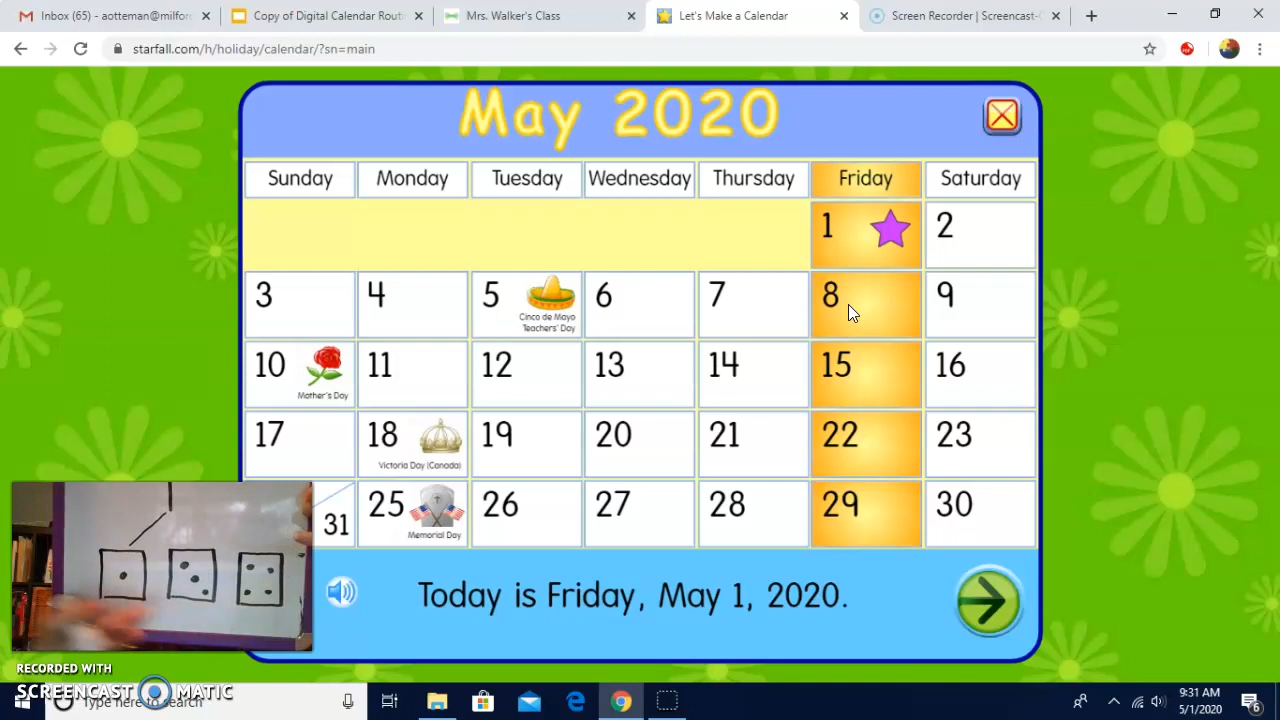 Inbox (65) - aotteman@milfor
Copy of Digital Calendar Routi
Mrs. Walker's Class
Let's Make a Calendar
Screen Recorder | Screencast-O
starfall.com/h/holiday/calendar/?sn=main
May 2020
Sunday Monday Tuesday Wednesday Thursday Friday Saturday
1 2
3 4 5 6 7 8 9
Cinco de Mayo
Teachers' Day
10 11 12 13 14 15 16
Mother's Day
17 18 19 20 21 22 23
Victoria Day (Canada)
31 25 26 27 28 29 30
Memorial Day
Today is Friday, May 1, 2020.
RECORDED WITH
SCREENCAST MATIC
Type here to search
9:31 AM
5/1/2020
6